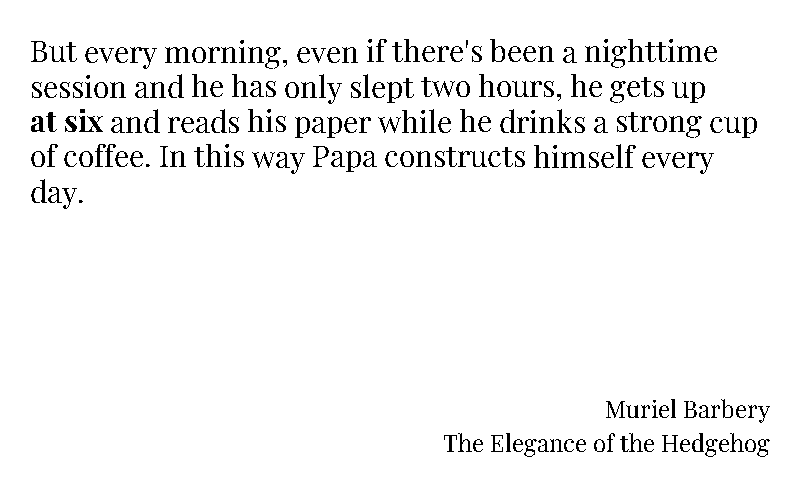 But every morning, even if there's been a nighttime
session and he has only slept two hours, he gets up
at six and reads his paper while he drinks a strong cup
of coffee. In this way Papa constructs himself every
day.
Muriel Barbery
The Elegance of the Hedgehog